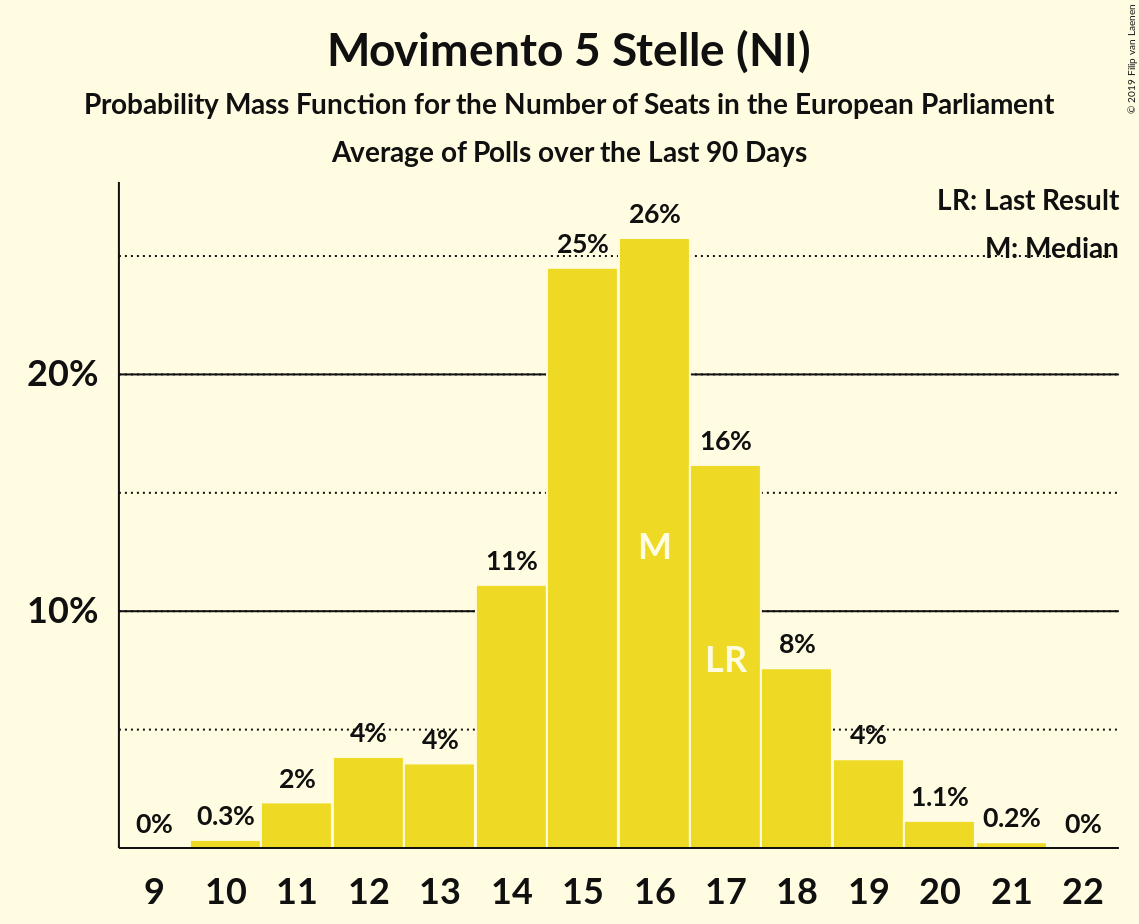 Movimento 5 Stelle (NI)
Probability Mass Function for the Number of Seats in the European Parliament
Average of Polls over the Last 90 Days
© 2019 Filip van Laenen
LR: Last Result
M: Median
20%
10%
0%
0.3%
2%
4%
4%
11%
25%
26%
16%
8%
4%
1.1%
0.2%
0%
M
LR
9 10 11 12 13 14 15 16 17 18 19 20 21 22